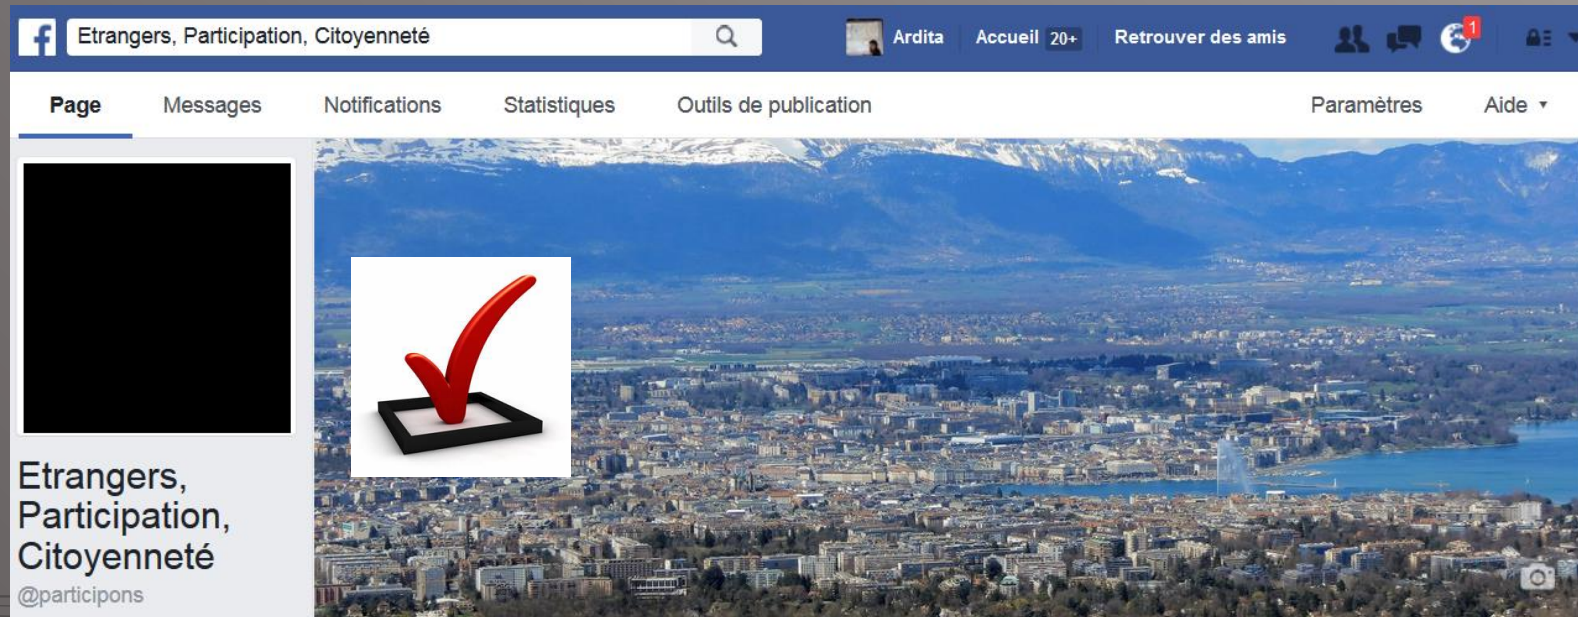 f
Etrangers, Participation, Citoyenneté
Ardita Accueil 20+ Retrouver des amis 1
Page Messages Notifications Statistiques Outils de publication Paramètres Aide
Etrangers,
Participation,
Citoyenneté
@participons